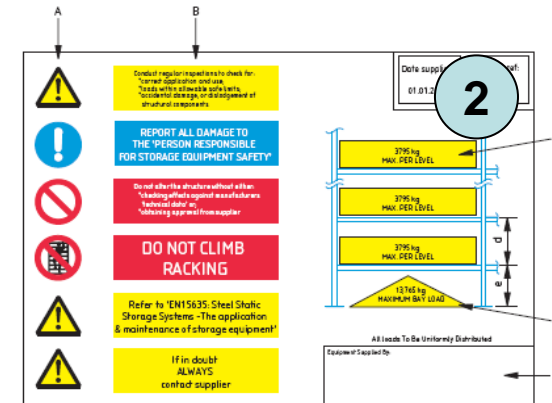 A
B
Conduct regular inspections to check for:
*correct application and use,
*loads within allowable safe limits,
*accidental damage, or dislodgement of
structural components
REPORT ALL DAMAGE TO
THE 'PERSON RESPONSIBLE
FOR STORAGE EQUIPMENT SAFETY'
Do not alter the structure without either:
*checking effects against manufacturers
'technical data' or,
*obtaining approval from supplier
DO NOT CLIMB
RACKING
Refer to 'EN15635: Steel Static
Storage Systems -The application
& maintenance of storage equipment'
If in doubt
ALWAYS
contact supplier
Date suppli
ref:
01.01.2
2
3795 kg
MAX. PER LEVEL
3795 kg
MAX. PER LEVEL
3795 kg
MAX. PER LEVEL
d
e
13,765 kg
MAXIMUM BAY LOAD
All loads To Be Uniformly Distributed
Equipment Supplied By: